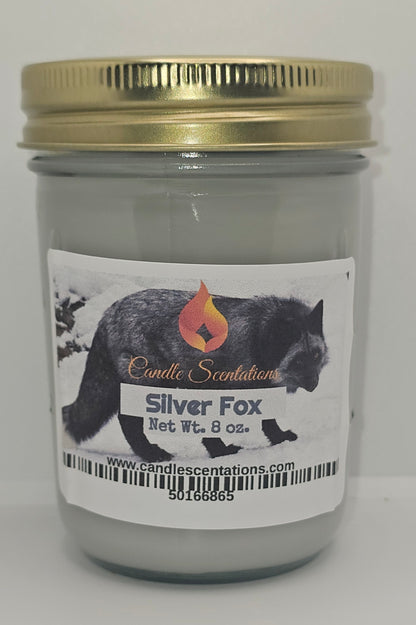 Candle Scentations
Silver Fox
Net Wt. 8 oz.
www.candlescentations.com
50166865